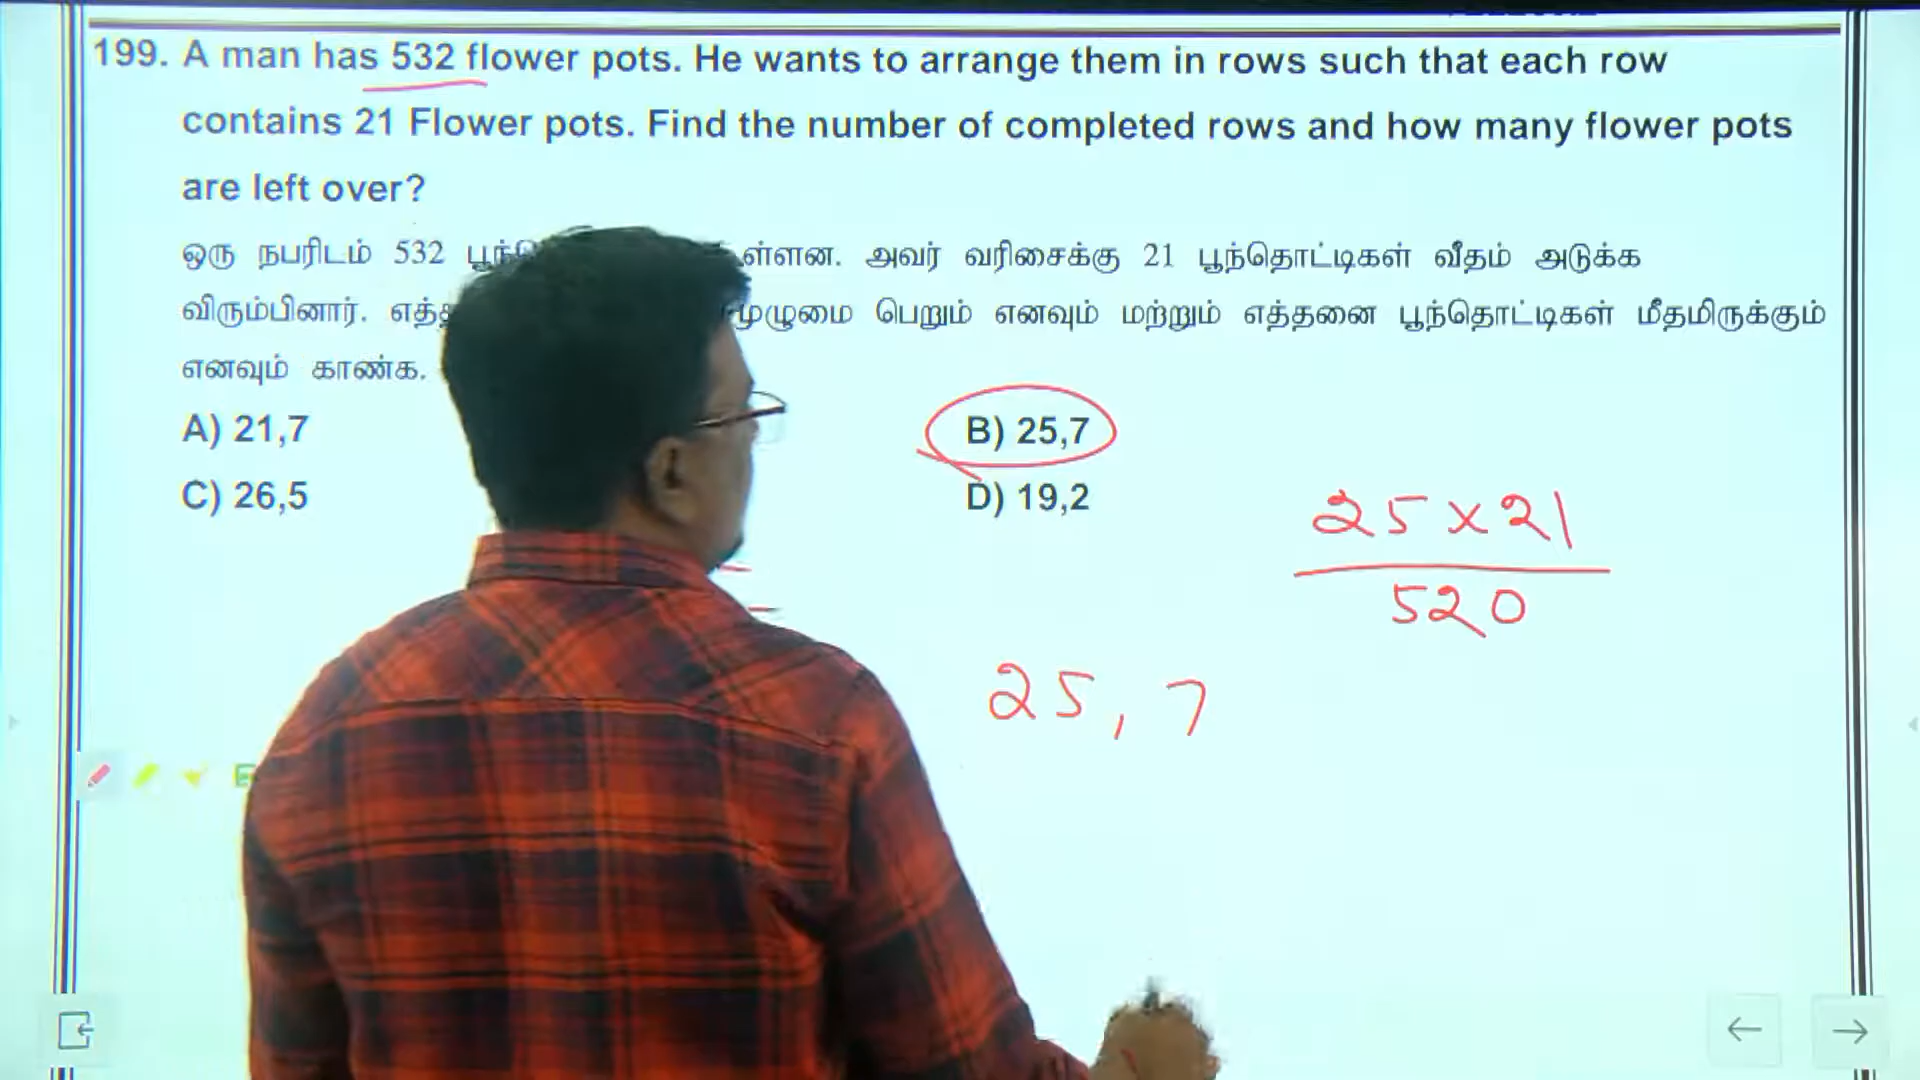 199. A man has 532 flower pots. He wants to arrange them in rows such that each row
contains 21 Flower pots. Find the number of completed rows and how many flower pots
are left over?
ஒரு நபரிடம் 532 ள்ளன. அவர் வரிசைக்கு 21 பூந்தொட்டிகள் வீதம் அடுக்க
விரும்பினார். முழுமை பெறும் எனவும் மற்றும் எத்தனை பூந்தொட்டிகள் மீதமிருக்கும்
எனவும் காண்க.
A) 21,7
B) 25,7
C) 26,5
D) 19,2
25 × 21
520
25, 7